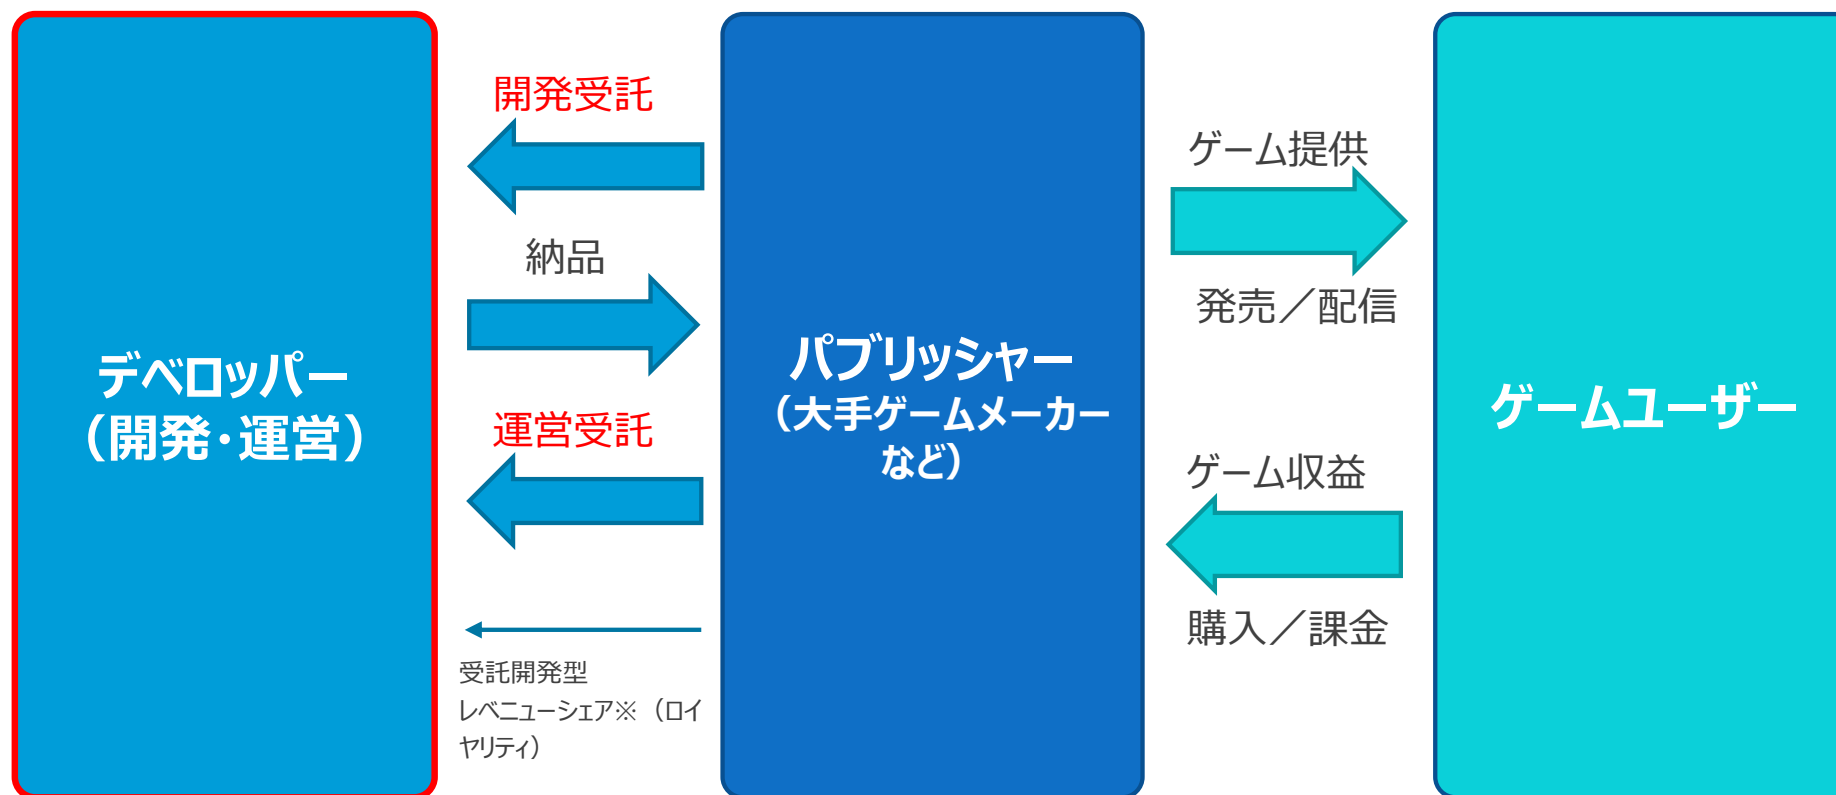 デベロッパー
（開発・運営）
開発受託
納品
運営受託
受託開発型
レベニューシェア※（ロイ
ヤリティ）
パブリッシャー
（大手ゲームメーカー
など）
ゲーム提供
発売／配信
ゲーム収益
購入／課金
ゲームユーザー